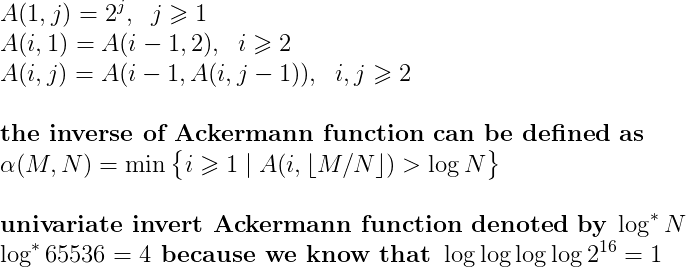 A(1, j) = 2^j, j ⩾ 1
A(i, 1) = A(i − 1, 2), i ⩾ 2
A(i, j) = A(i − 1, A(i, j − 1)), i, j ⩾ 2
the inverse of Ackermann function can be defined as
α(M, N) = min {i ⩾ 1 | A(i, ⌊M/N⌋) > log N}
univariate invert Ackermann function denoted by log* N
log* 65536 = 4 because we know that log log log log 2^16 = 1